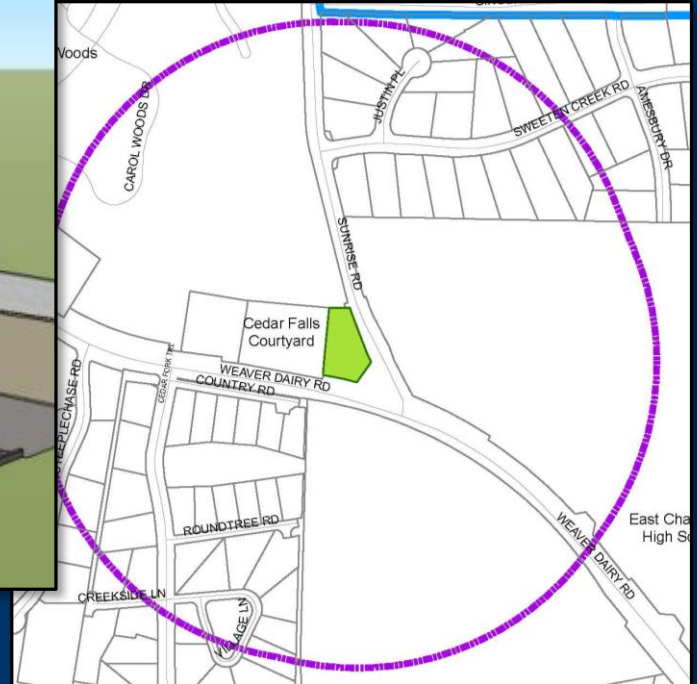 Woods
CAROL WOODS DR
JUSTIN PL
SWEETEN CREEK RD
AMESBURY DR
SUNRISE RD
Cedar Falls
Courtyard
WEAVER DAIRY RD
COUNTRY RD
CEDAR FORK TRL
STEEPLECHASE RD
ROUNDTREE RD
CREEKSIDE LN
VILLAGE LN
WEAVER DAIRY RD
East Cha
High Sc